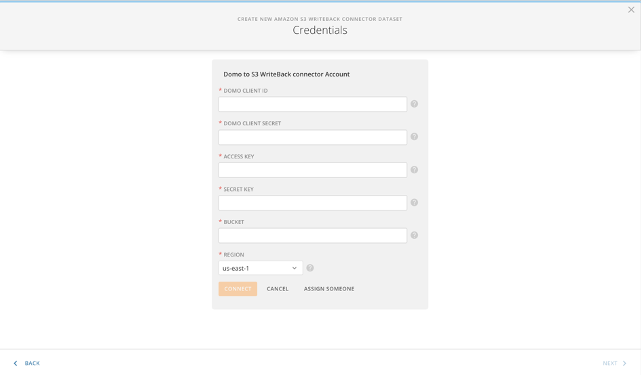 CREATE NEW AMAZON S3 WRITEBACK CONNECTOR DATASET
Credentials
Domo to S3 WriteBack connector Account
* DOMO CLIENT ID
* DOMO CLIENT SECRET
* ACCESS KEY
* SECRET KEY
* BUCKET
* REGION
us-east-1
CONNECT CANCEL ASSIGN SOMEONE
BACK NEXT